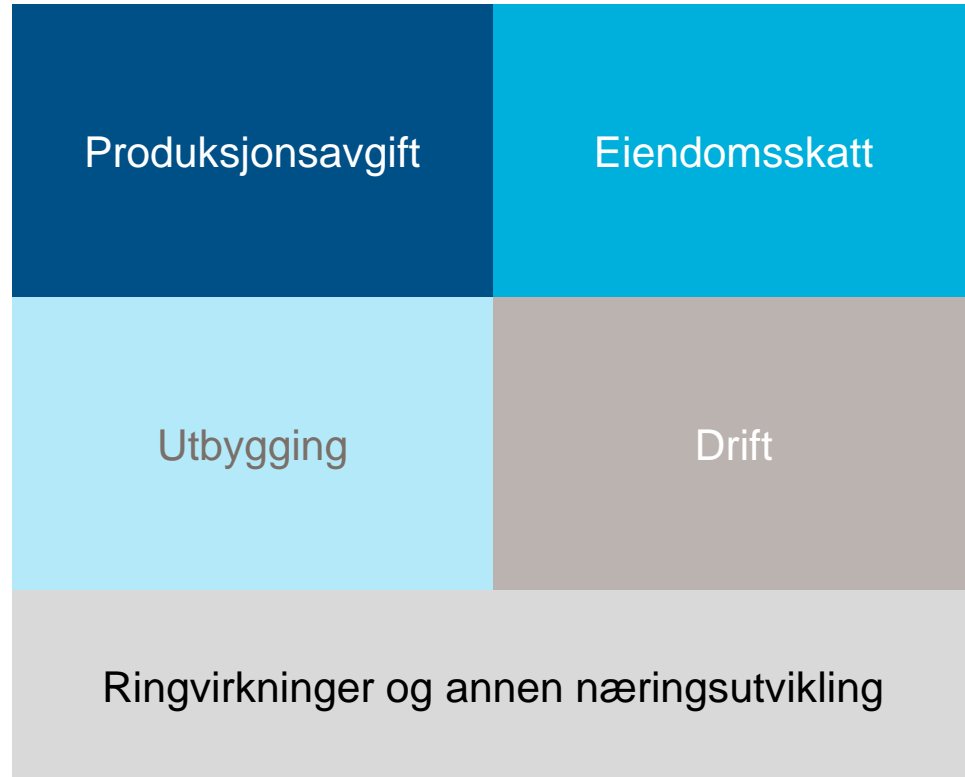 Produksjonsavgift
Eiendomsskatt
Utbygging
Drift
Ringvirkninger og annen næringsutvikling